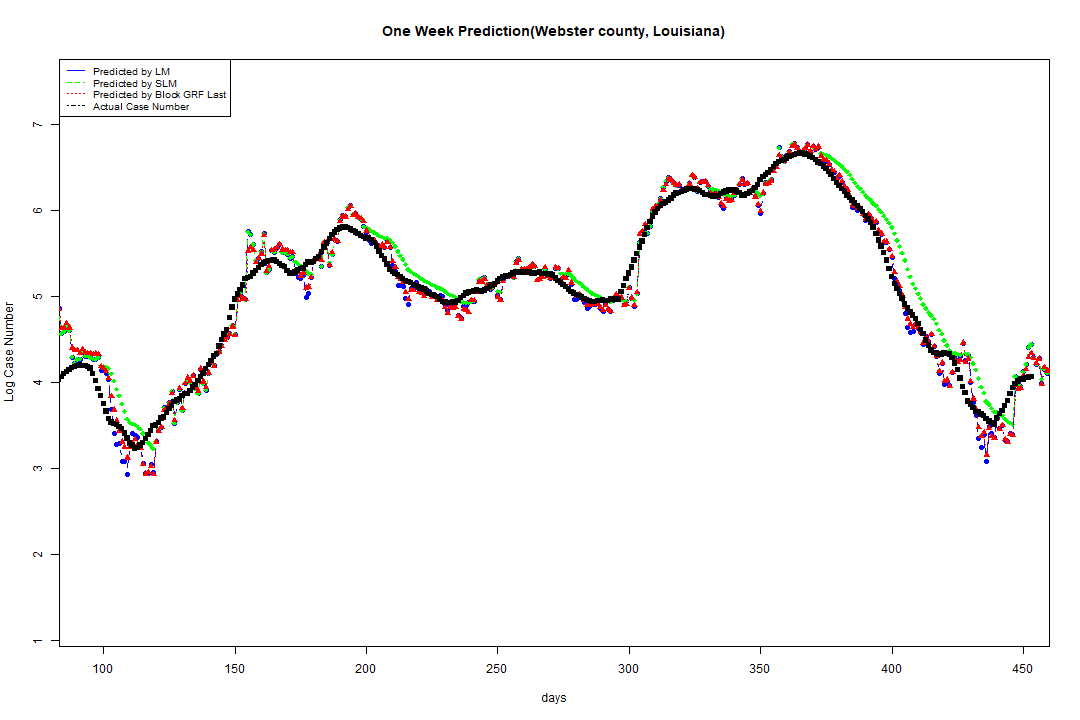 One Week Prediction(Webster county, Louisiana)
Predicted by LM
Predicted by SLM
Predicted by Block GRF Last
Actual Case Number
Log Case Number
7
6
5
4
3
2
1
100 150 200 250 300 350 400 450
days